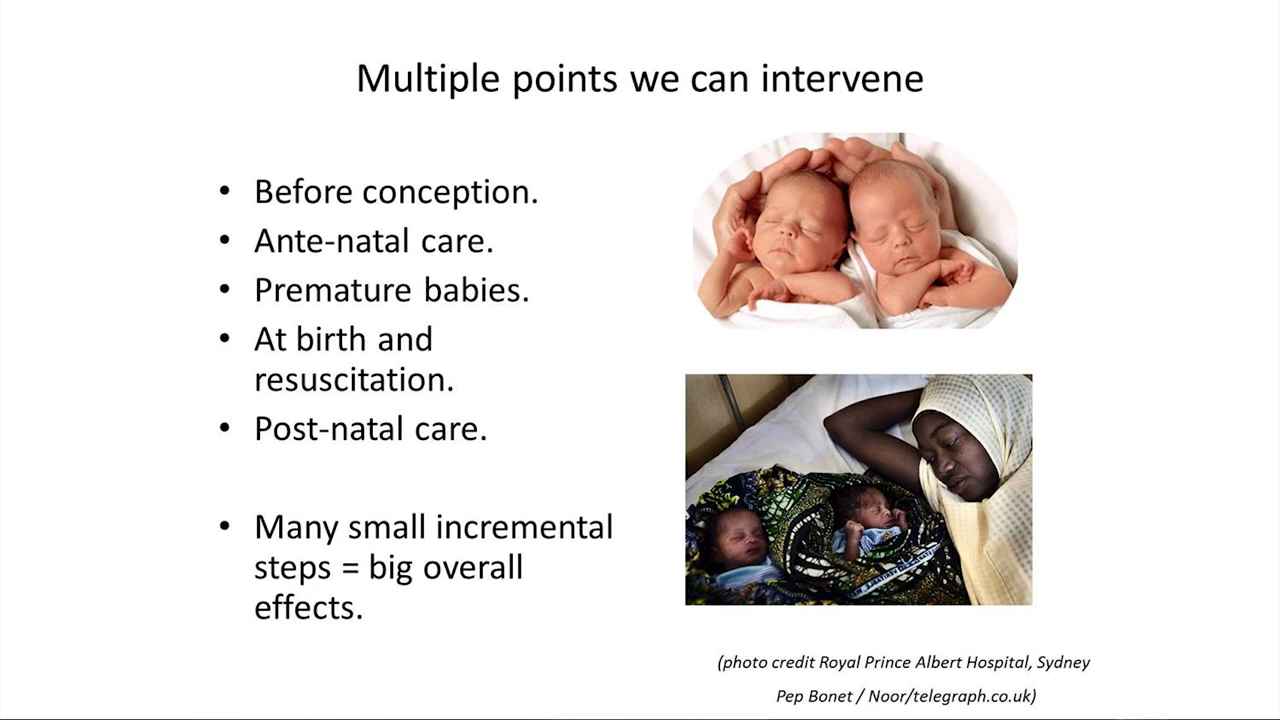 Multiple points we can intervene
• Before conception.
• Ante-natal care.
• Premature babies.
• At birth and
resuscitation.
• Post-natal care.
• Many small incremental
steps = big overall
effects.
(photo credit Royal Prince Albert Hospital, Sydney
Pep Bonet / Noor/telegraph.co.uk)